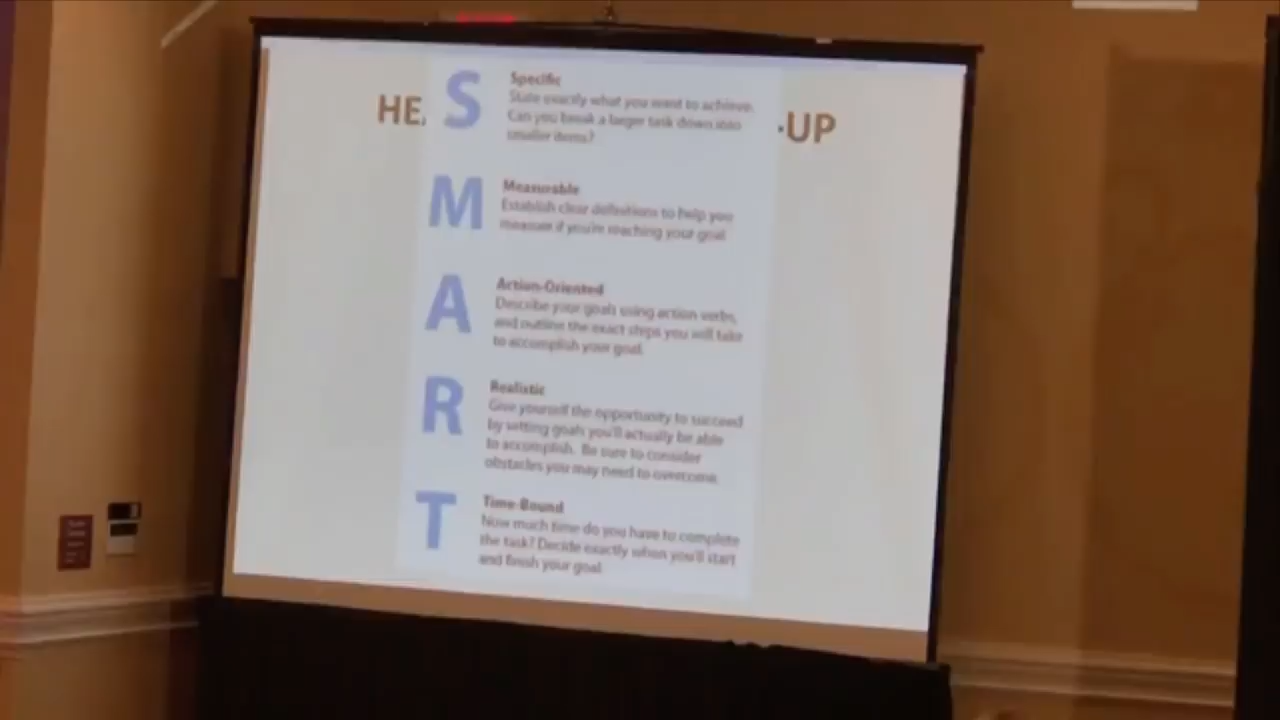 HEA
-UP
S
Specific
State exactly what you want to achieve.
Can you break a larger task down into
smaller items?
M
Measurable
Establish clear definitions to help you
measure if you're reaching your goal
A
Action-Oriented
Describe your goals using action verbs,
and outline the exact steps you will take
to accomplish your goal.
R
Realistic
Give yourself the opportunity to succeed
by setting goals you'll actually be able
to accomplish. Be sure to consider
obstacles you may need to overcome.
T
Time-Bound
Now much time do you have to complete
the task? Decide exactly when you'll start
and finish your goal.